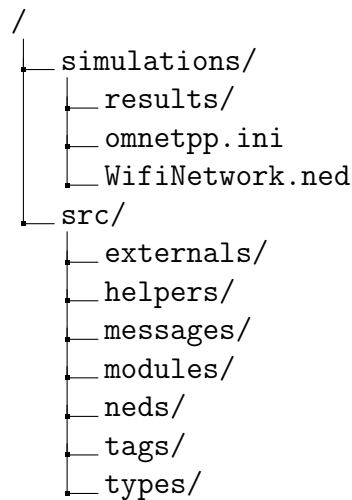 /
simulations/
results/
omnetpp.ini
WifiNetwork.ned
src/
externals/
helpers/
messages/
modules/
neds/
tags/
types/